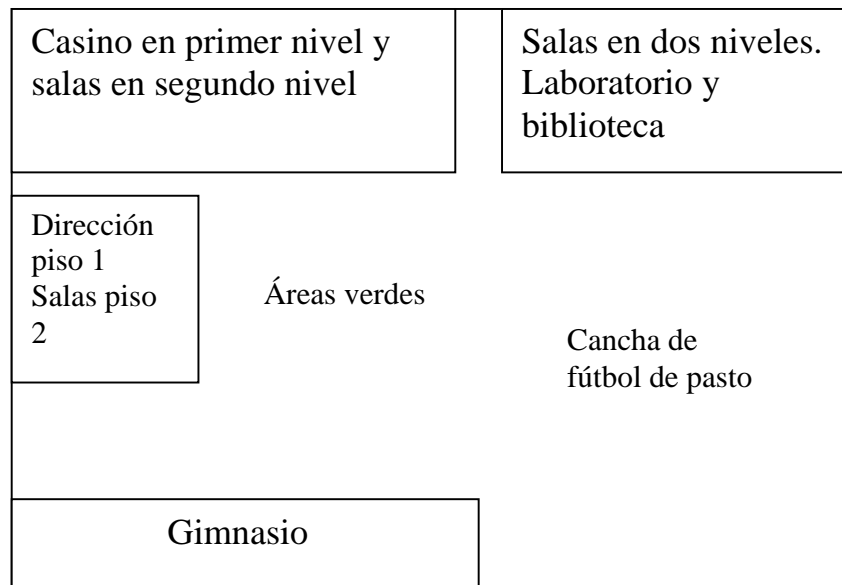 Casino en primer nivel y
salas en segundo nivel
Salas en dos niveles.
Laboratorio y
biblioteca
Dirección
piso 1
Salas piso
2
Áreas verdes
Cancha de
fútbol de pasto
Gimnasio